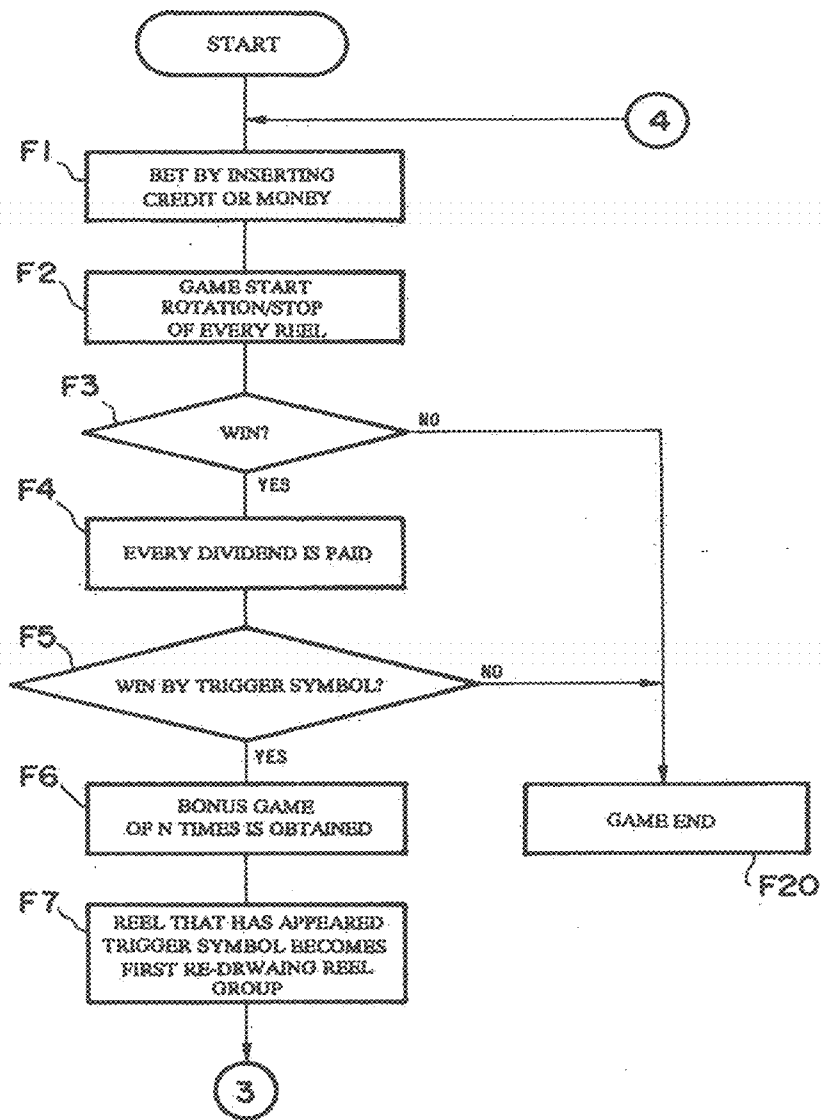 START
4
F1
BET BY INSERTING
CREDIT OR MONEY
F2
GAME START
ROTATION/STOP
OF EVERY REEL
F3
WIN?
NO
YES
F4
EVERY DIVIDEND IS PAID
F5
WIN BY TRIGGER SYMBOL?
NO
YES
F6
BONUS GAME
OF N TIMES IS OBTAINED
GAME END
F20
F7
REEL THAT HAS APPEARED
TRIGGER SYMBOL BECOMES
FIRST RE-DRWAING REEL
GROUP
3